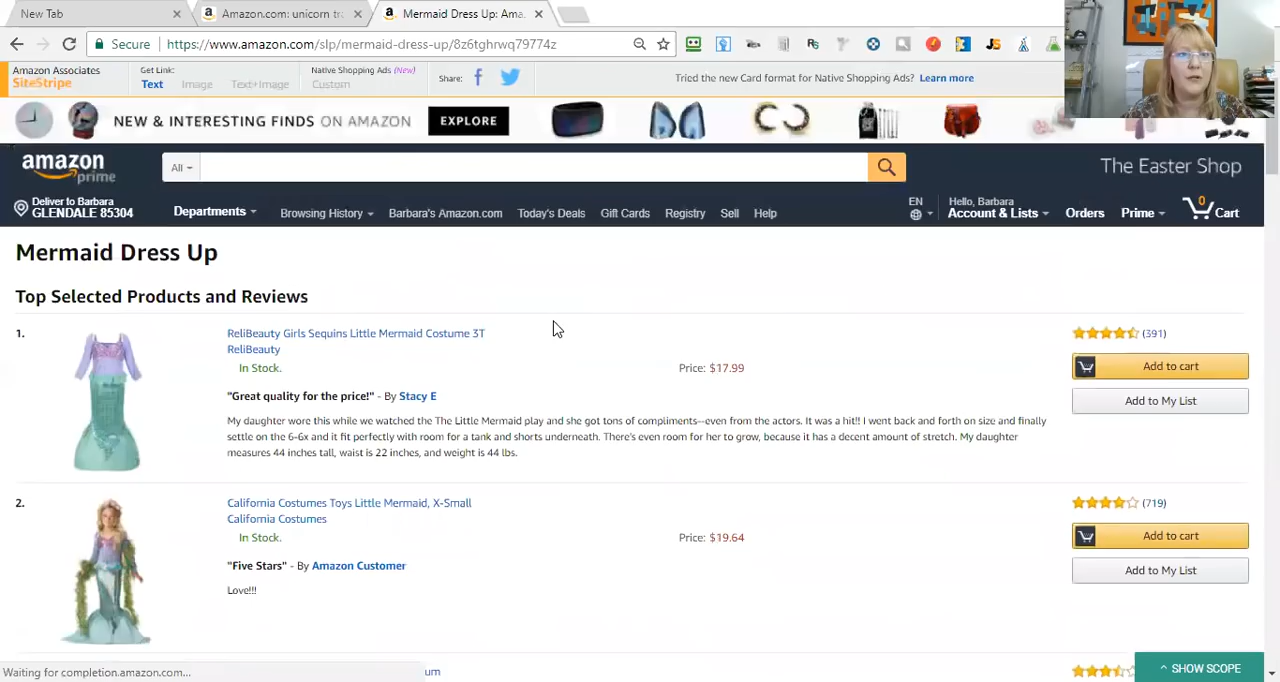 New Tab
Amazon.com: unicorn tr
Mermaid Dress Up: Ama.
Secure
https://www.amazon.com/slp/mermaid-dress-up/8z6tghrwq79774z
Amazon Associates
SiteStripe
Get Link:
Text
Image
Text+Image
Native Shopping Ads (New)
Custom
Share:
Tried the new Card format for Native Shopping Ads? Learn more
NEW & INTERESTING FINDS ON AMAZON
EXPLORE
amazon
prime
All
The Easter Shop
Deliver to Barbara
GLENDALE 85304
Departments
Browsing History
Barbara's Amazon.com
Today's Deals
Gift Cards
Registry
Sell
Help
EN
Hello, Barbara
Account & Lists
Orders
Prime
0
Cart
Mermaid Dress Up
Top Selected Products and Reviews
1.
ReliBeauty Girls Sequins Little Mermaid Costume 3T
ReliBeauty
In Stock.
Price: $17.99
(391)
Add to cart
Add to My List
"Great quality for the price!" - By Stacy E
My daughter wore this while we watched the The Little Mermaid play and she got tons of compliments--even from the actors. It was a hit!! I went back and forth on size and finally
settle on the 6-6x and it fit perfectly with room for a tank and shorts underneath. There's even room for her to grow, because it has a decent amount of stretch. My daughter
measures 44 inches tall, waist is 22 inches, and weight is 44 lbs.
2.
California Costumes Toys Little Mermaid, X-Small
California Costumes
In Stock.
Price: $19.64
(719)
Add to cart
Add to My List
"Five Stars" - By Amazon Customer
Love!!!
Waiting for completion.amazon.com...
um
SHOW SCOPE